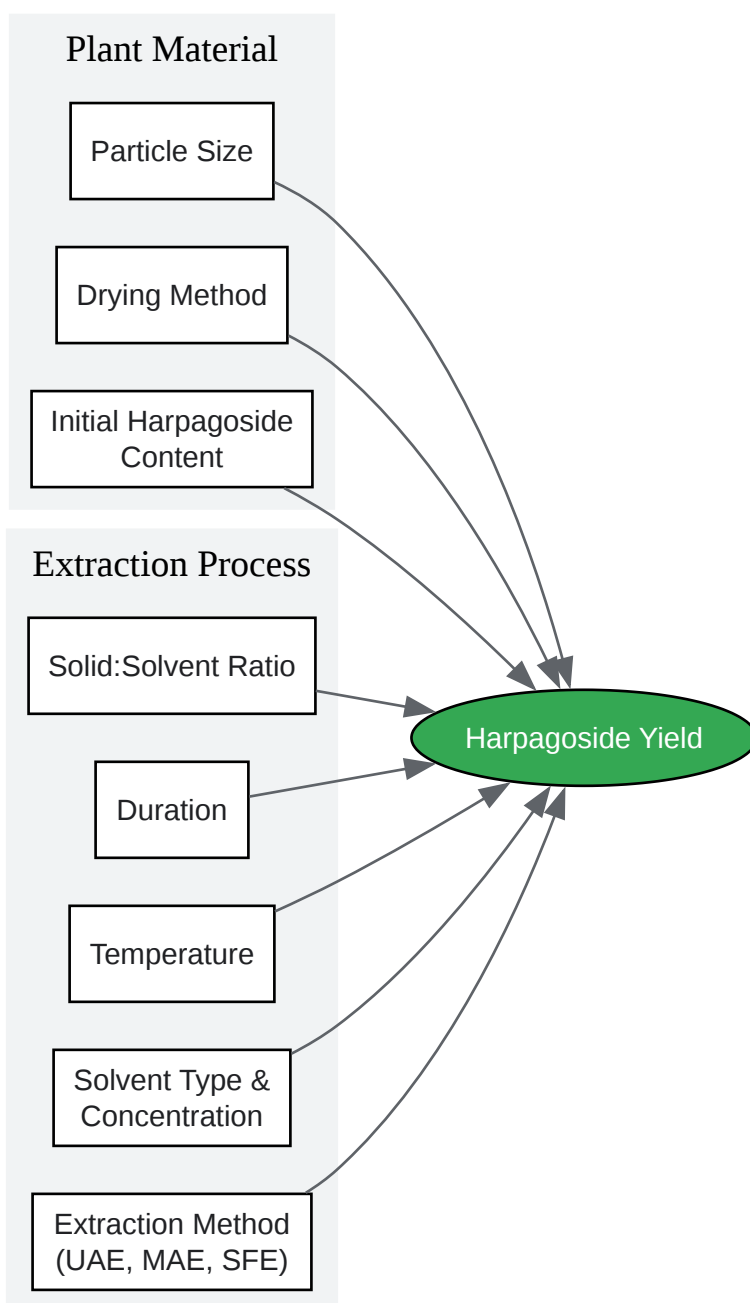 Plant Material
Particle Size
Drying Method
Initial Harpagoside
Content
Extraction Process
Solid:Solvent Ratio
Harpagoside Yield
Duration
Temperature
Solvent Type &
Concentration
Extraction Method
(UAE, MAE, SFE)